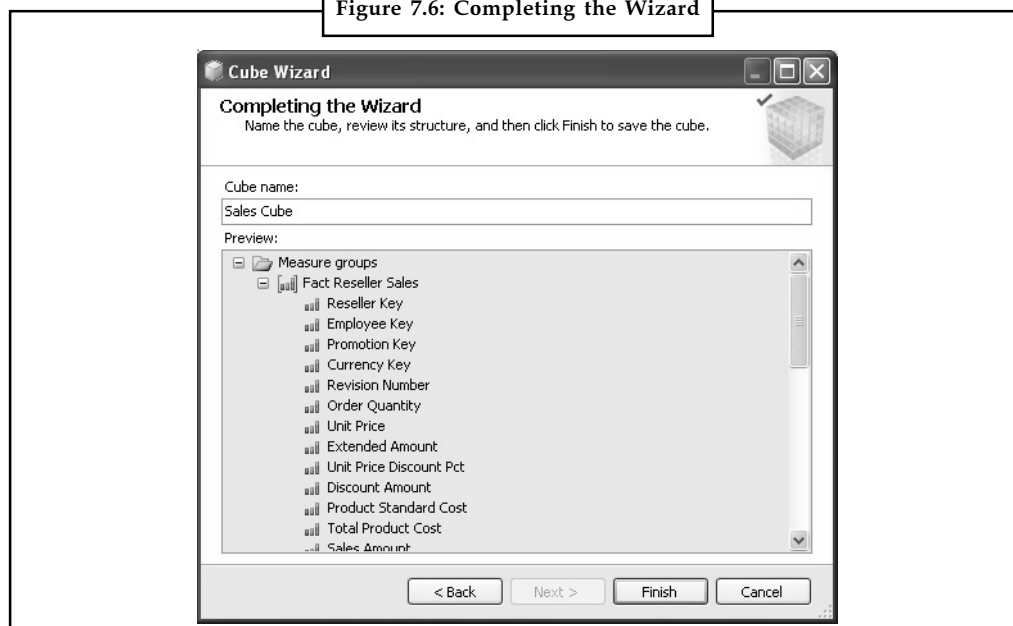 Figure 7.6: Completing the Wizard
Cube Wizard
Completing the Wizard
Name the cube, review its structure, and then click Finish to save the cube.
Cube name:
Sales Cube
Preview:
Measure groups
Fact Reseller Sales
Reseller Key
Employee Key
Promotion Key
Currency Key
Revision Number
Order Quantity
Unit Price
Extended Amount
Unit Price Discount Pct
Discount Amount
Product Standard Cost
Total Product Cost
Sales Amount
< Back Next > Finish Cancel